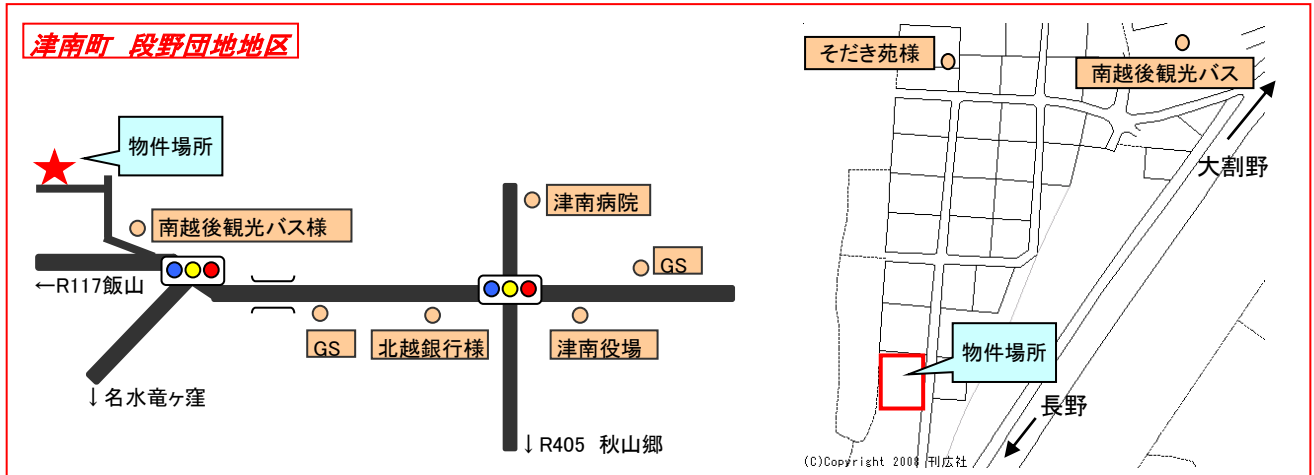 津南町 段野団地地区
物件場所
南越後観光バス様
←R117飯山
↓名水竜ヶ窪
GS
北越銀行様
津南病院
GS
津南役場
↓R405 秋山郷
そだき苑様
南越後観光バス
大割野
物件場所
長野
(C)Copyright 2008 刊広社